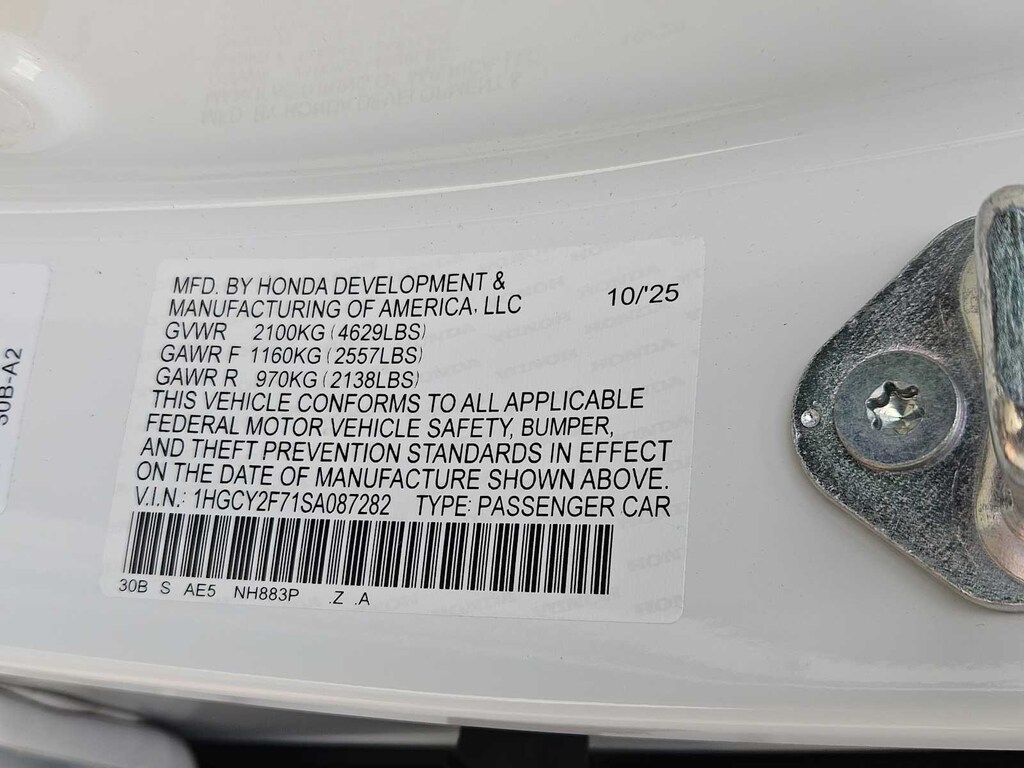 MFD. BY HONDA DEVELOPMENT &
MANUFACTURING OF AMERICA, LLC 10/'25
GVWR 2100KG (4629LBS)
GAWR F 1160KG (2557LBS)
GAWR R 970KG (2138LBS)
THIS VEHICLE CONFORMS TO ALL APPLICABLE
FEDERAL MOTOR VEHICLE SAFETY, BUMPER,
AND THEFT PREVENTION STANDARDS IN EFFECT
ON THE DATE OF MANUFACTURE SHOWN ABOVE.
V.I.N.: 1HGCY2F71SA087282 TYPE: PASSENGER CAR
30B S AE5 NH883P .Z .A
30B-A2